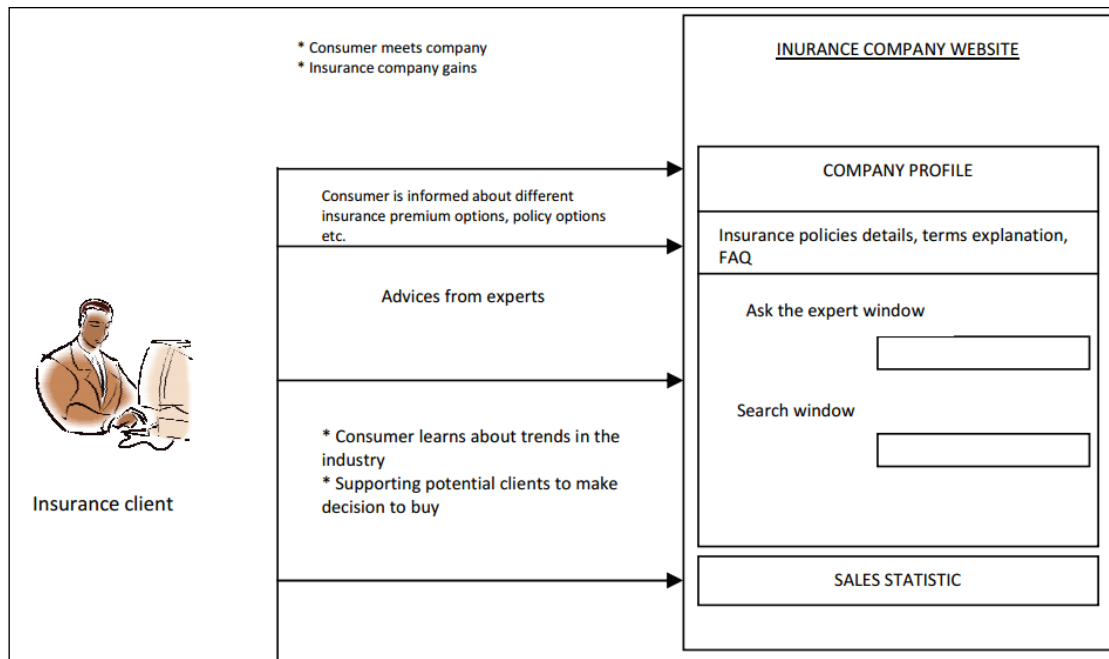 * Consumer meets company
* Insurance company gains
INURANCE COMPANY WEBSITE
COMPANY PROFILE
Consumer is informed about different
insurance premium options, policy options
etc.
Insurance policies details, terms explanation,
FAQ
Advices from experts
Ask the expert window
Search window
* Consumer learns about trends in the
industry
* Supporting potential clients to make
decision to buy
Insurance client
SALES STATISTIC